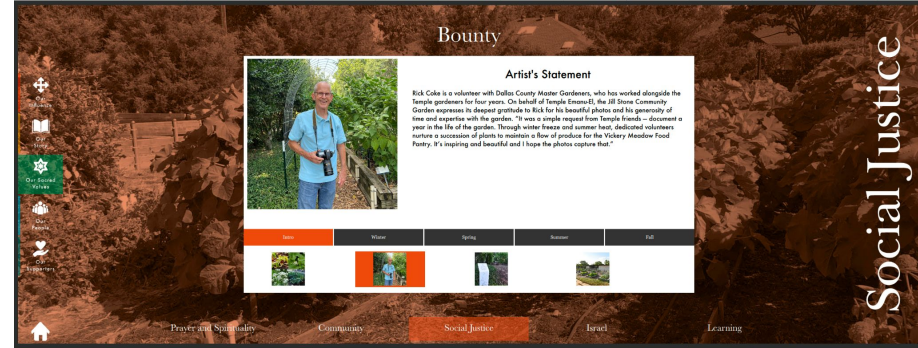 Bounty
Social Justice
Our
Influence
Our
Story
Our Sacred
Values
Our
People
Our
Supporters
Artist's Statement
Rick Coke is a volunteer with Dallas County Master Gardeners, who has worked alongside the
Temple gardeners for four years. On behalf of Temple Emanu-El, the Jill Stone Community
Garden expresses its deepest gratitude to Rick for his beautiful photos and his generosity of
time and expertise with the garden. "It was a simple request from Temple friends – document a
year in the life of the garden. Through winter freeze and summer heat, dedicated volunteers
nurture a succession of plants to maintain a flow of produce for the Vickery Meadow Food
Pantry. It's inspiring and beautiful and I hope the photos capture that."
Intro
Winter
Spring
Summer
Fall
Prayer and Spirituality
Community
Social Justice
Israel
Learning